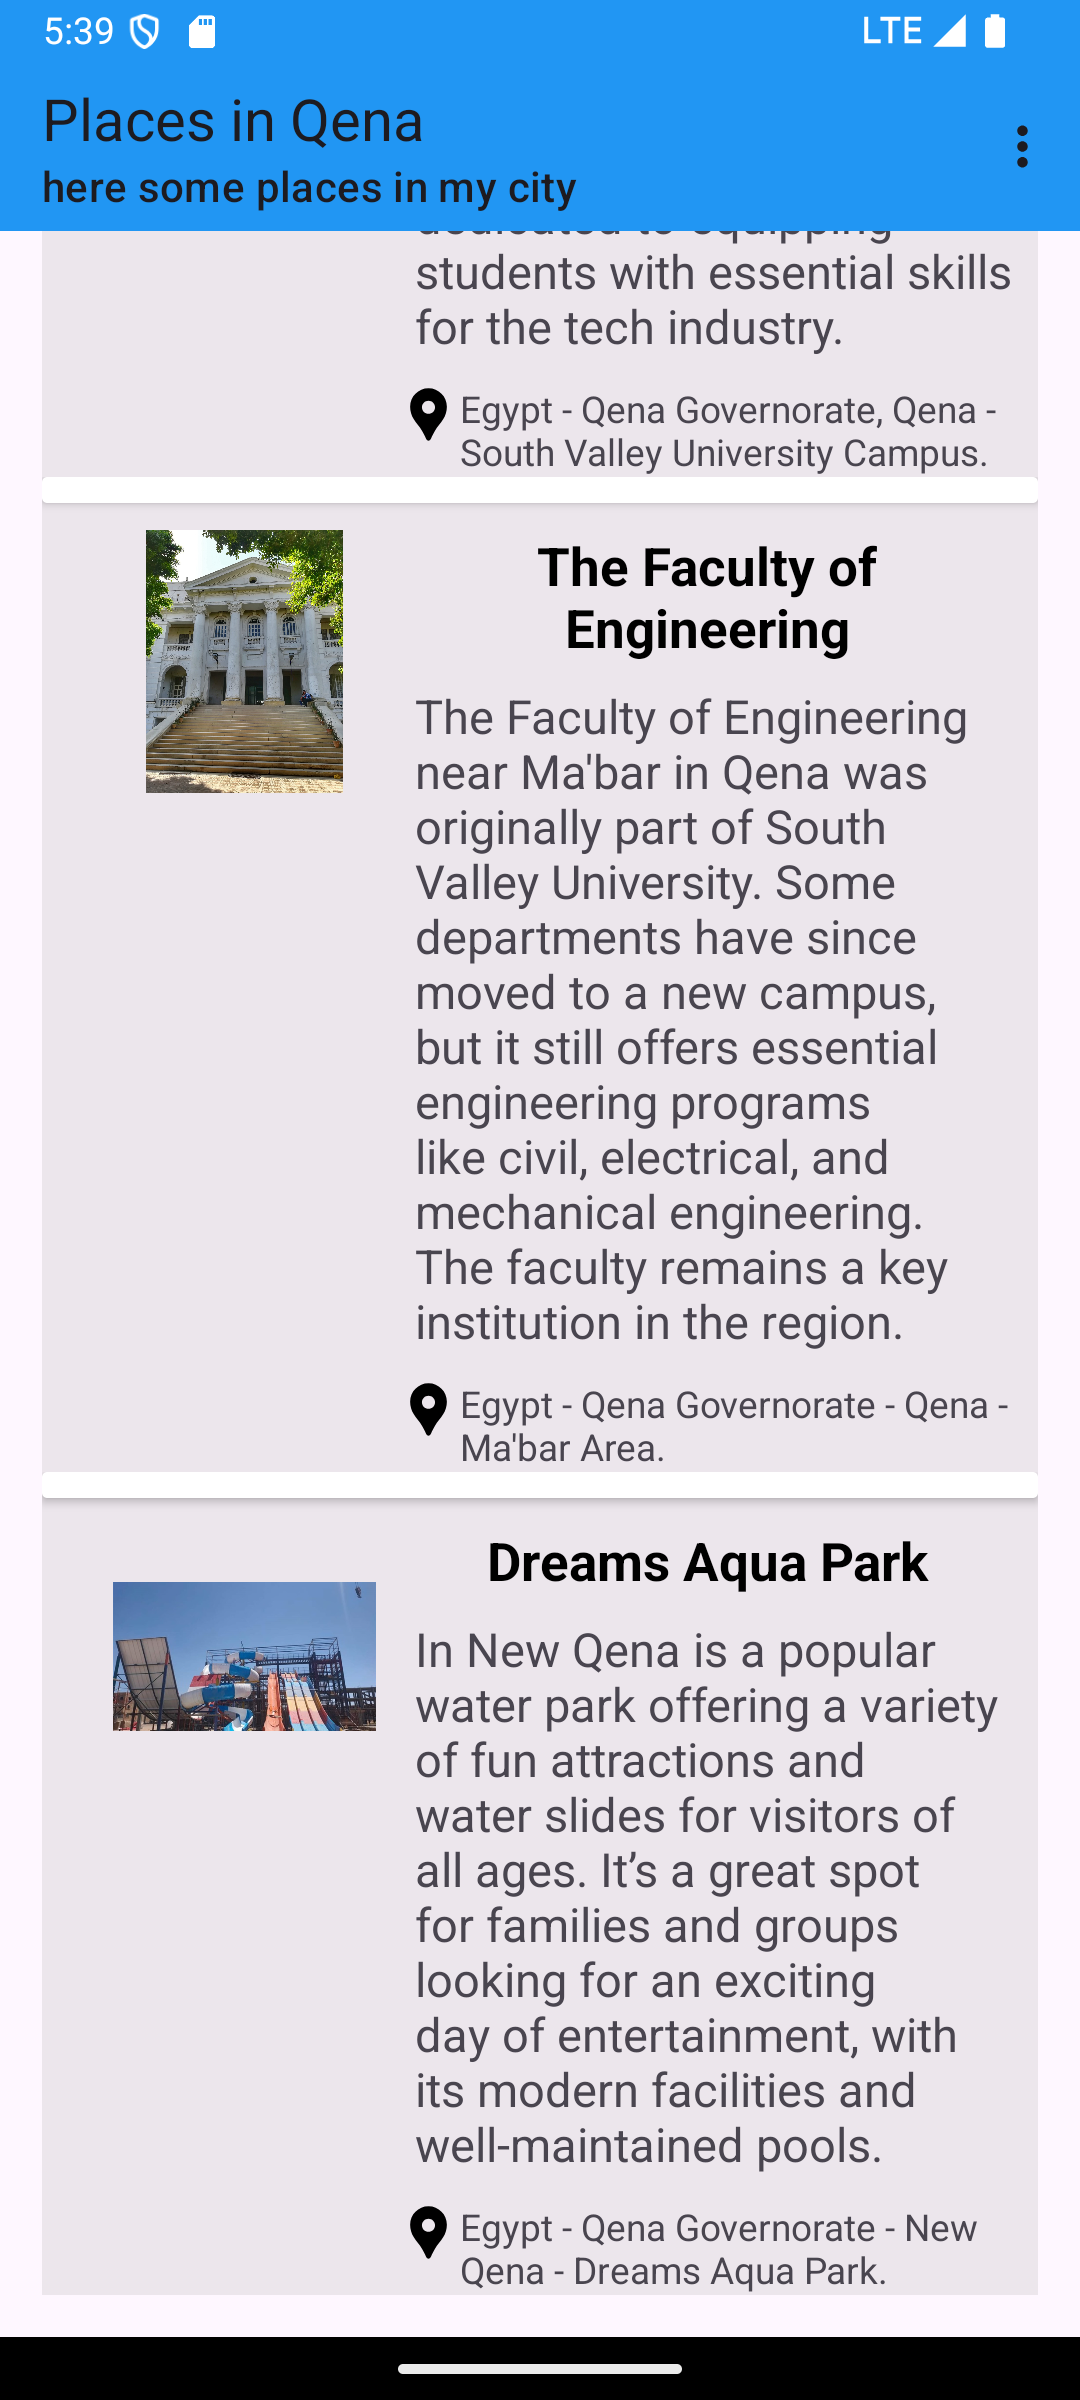 5:39
LTE
Places in Qena
here some places in my city
dedicated to equipping
students with essential skills
for the tech industry.
Egypt - Qena Governorate, Qena -
South Valley University Campus.
The Faculty of
Engineering
The Faculty of Engineering
near Ma'bar in Qena was
originally part of South
Valley University. Some
departments have since
moved to a new campus,
but it still offers essential
engineering programs
like civil, electrical, and
mechanical engineering.
The faculty remains a key
institution in the region.
Egypt - Qena Governorate - Qena -
Ma'bar Area.
Dreams Aqua Park
In New Qena is a popular
water park offering a variety
of fun attractions and
water slides for visitors of
all ages. It’s a great spot
for families and groups
looking for an exciting
day of entertainment, with
its modern facilities and
well-maintained pools.
Egypt - Qena Governorate - New
Qena - Dreams Aqua Park.